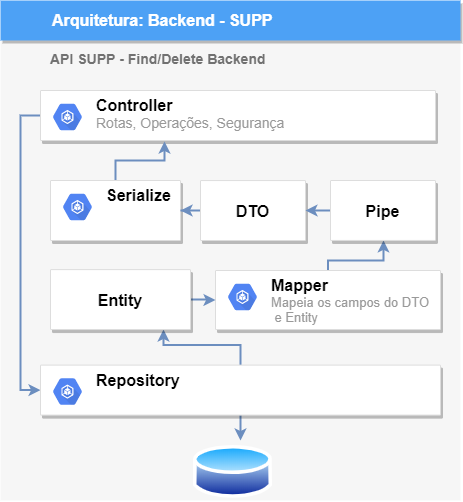 Arquitetura: Backend - SUPP
API SUPP - Find/Delete Backend
Controller
Rotas, Operações, Segurança
Serialize
DTO
Pipe
Entity
Mapper
Mapeia os campos do DTO
e Entity
Repository